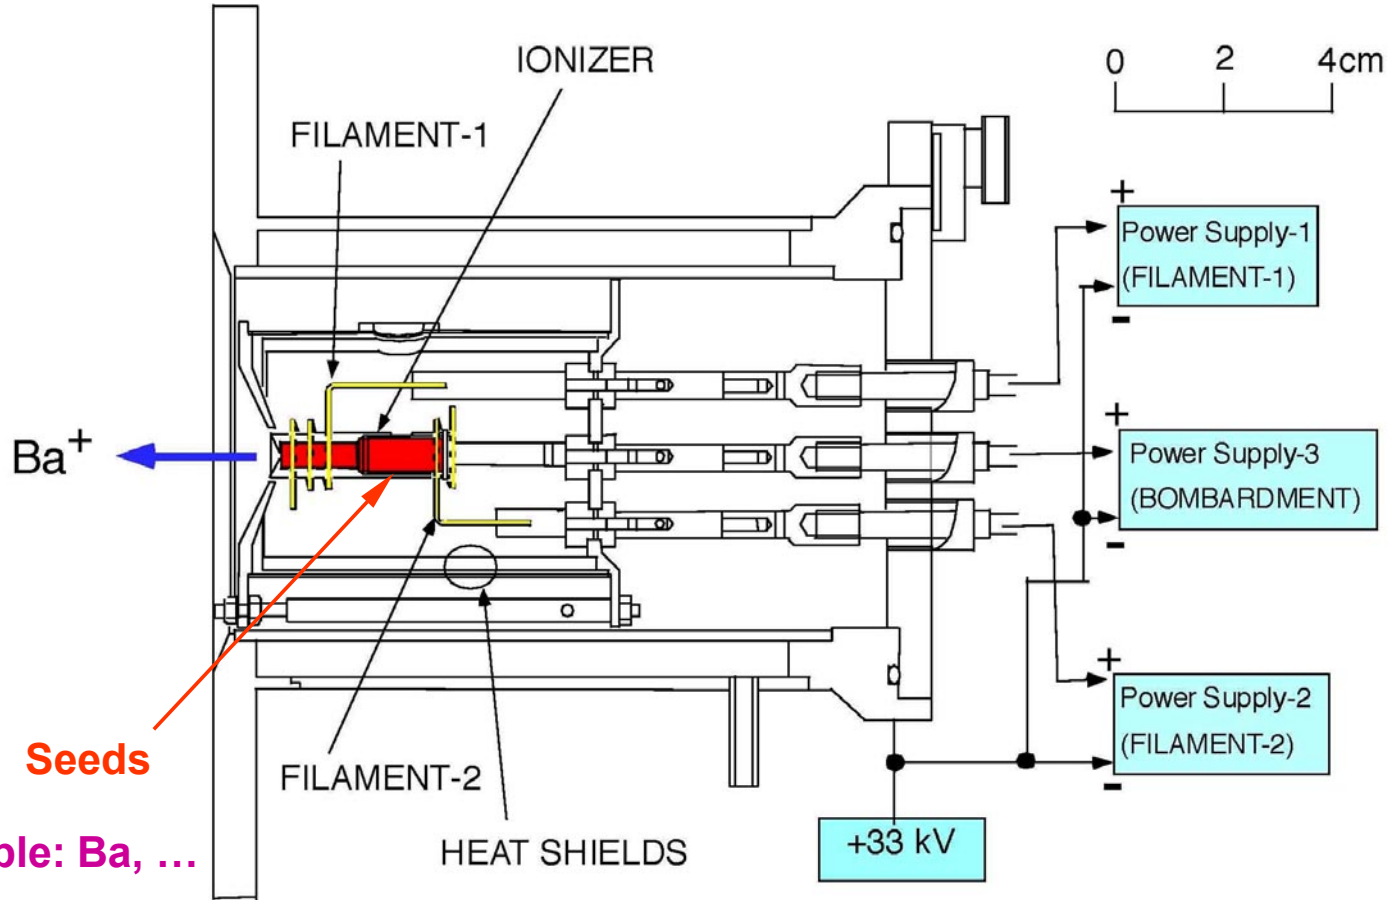 IONIZER
0 2 4cm
FILAMENT-1
+
Power Supply-1
(FILAMENT-1)
-
Ba+
+
Power Supply-3
(BOMBARDMENT)
-
+
Power Supply-2
(FILAMENT-2)
-
Seeds
FILAMENT-2
HEAT SHIELDS
+33 kV
ple: Ba, …